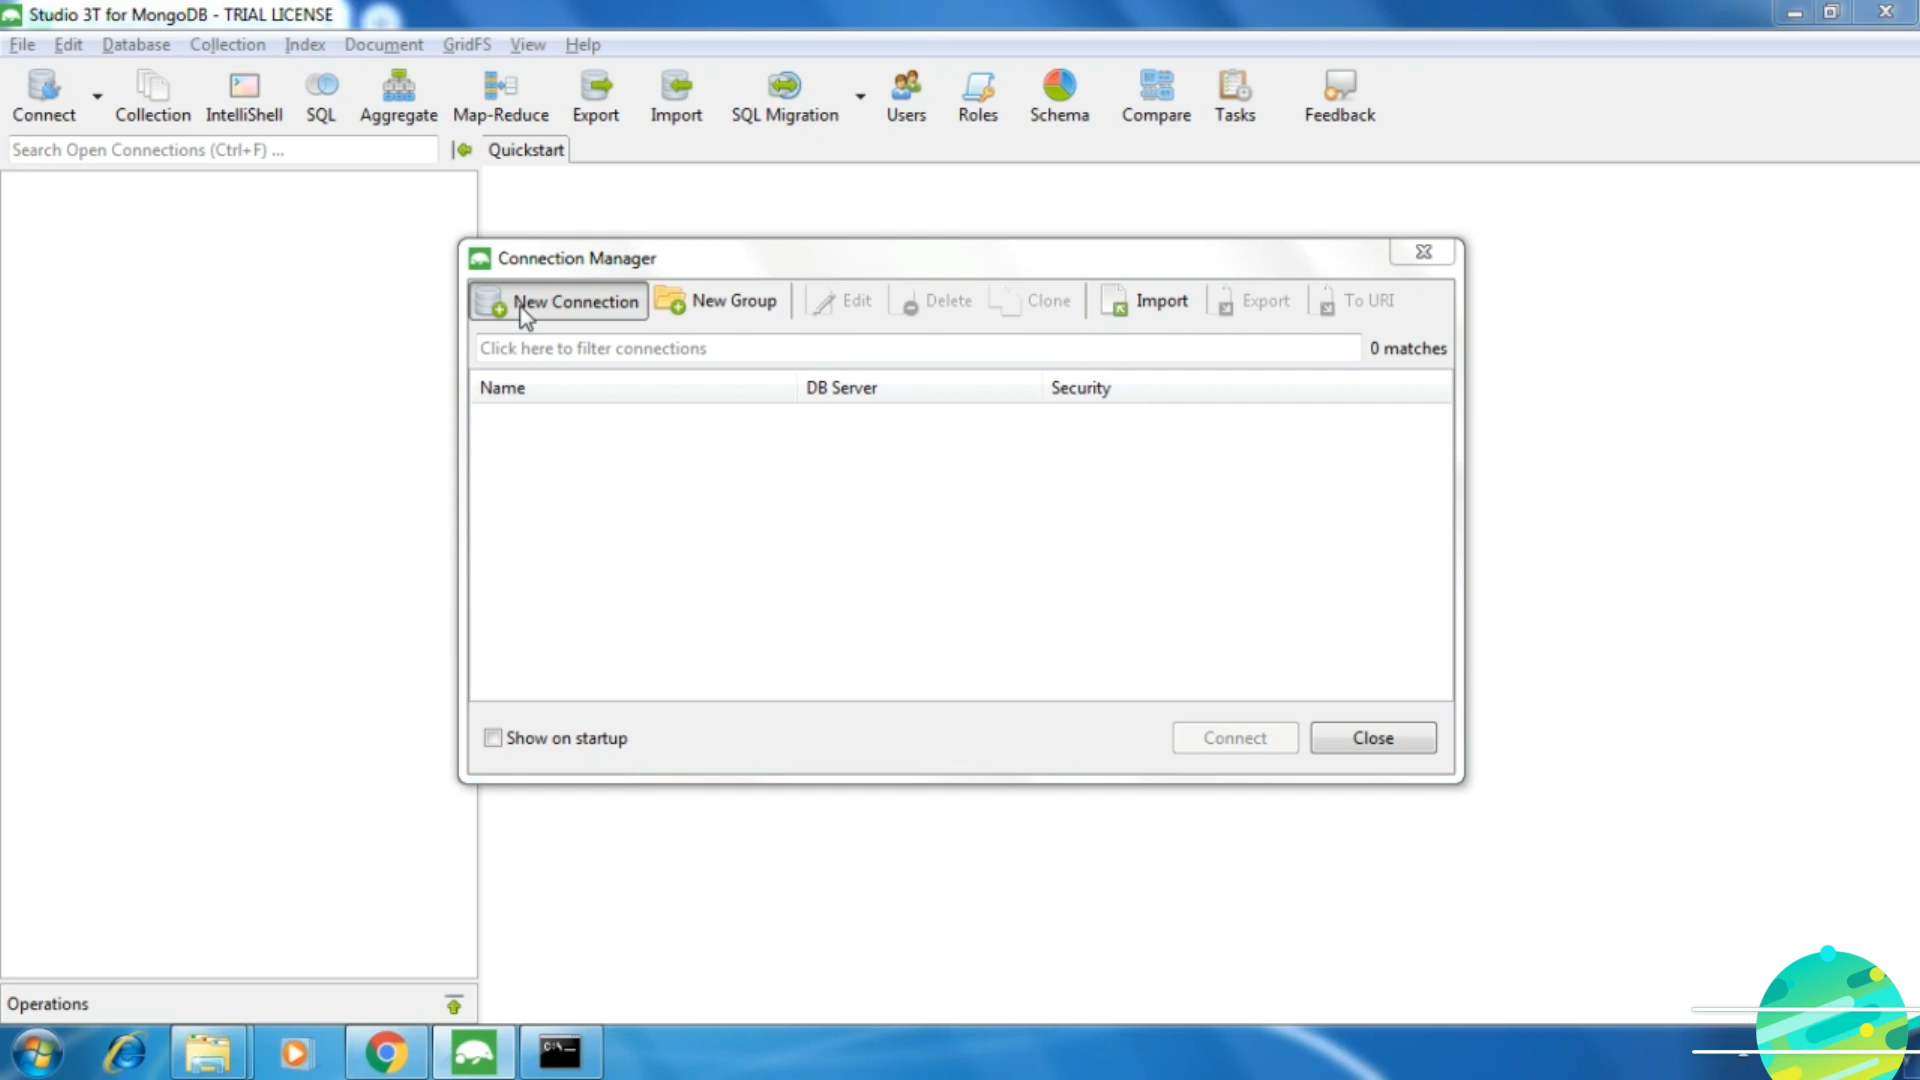 Studio 3T for MongoDB - TRIAL LICENSE
File Edit Database Collection Index Document GridFS View Help
Connect Collection IntelliShell SQL Aggregate Map-Reduce Export Import SQL Migration Users Roles Schema Compare Tasks Feedback
Search Open Connections (Ctrl+F) ... Quickstart
Connection Manager
New Connection New Group Edit Delete Clone Import Export To URI
Click here to filter connections 0 matches
Name DB Server Security
Show on startup Connect Close
Operations
C:\.